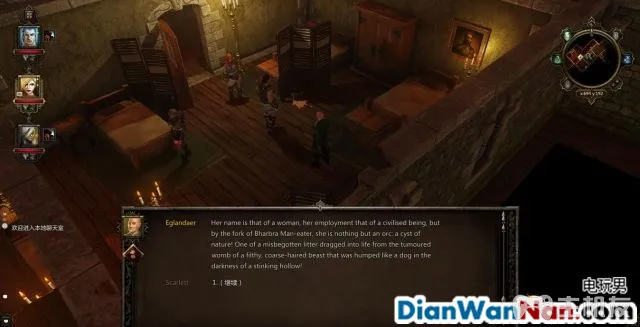 x:694 y:192
欢迎进入本地聊天室
Eglandaer
Her name is that of a woman, her employment that of a civilised being, but
by the fork of Bharbra Man-eater, she is nothing but an orc: a cyst of
nature! One of a misbegotten litter dragged into life from the tumoured
womb of a filthy, coarse-haired beast that was humped like a dog in the
darkness of a stinking hollow!
Scarlett
1.（继续）
电玩男
DianWanNan.com